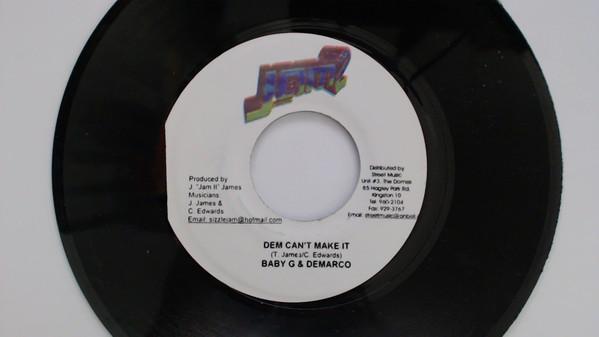 Produced by
J. "Jam II" James
Musicians
J. James &
C. Edwards
Email: sizzlejam@hotmail.com
Distributed by
Street Music
Unit #3, The Domes
85 Hagley Park Rd.
Kingston 10
Tel: 960-2104
Fax: 929-3767
Email:
DEM CAN'T MAKE IT
(T. James/C. Edwards)
BABY G & DEMARCO